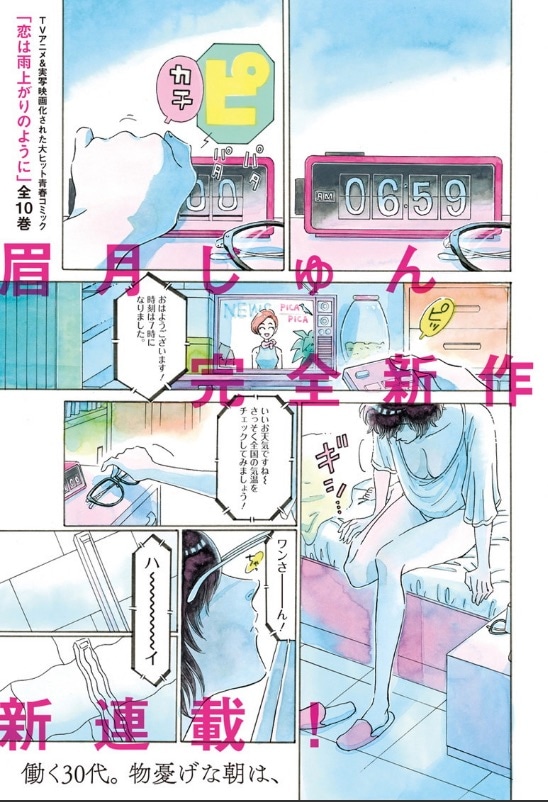 TVアニメ&実写映画化された大ヒット青春コミック
「恋は雨上がりのように」全10巻
AM 06:59
ピ
カチ
パタ
パタ
00
眉月じゅん
完全新作
ピッ
NEWS PICA
PICA
おはようございます!
時刻は7時に
なりました。
いいお天気ですね〜
さっそく全国の気温を
チェックしてみましょう!
ギシ…
ワンさーん!
ハ〜〜〜〜イ
新連載!
働く30代。物憂げな朝は、